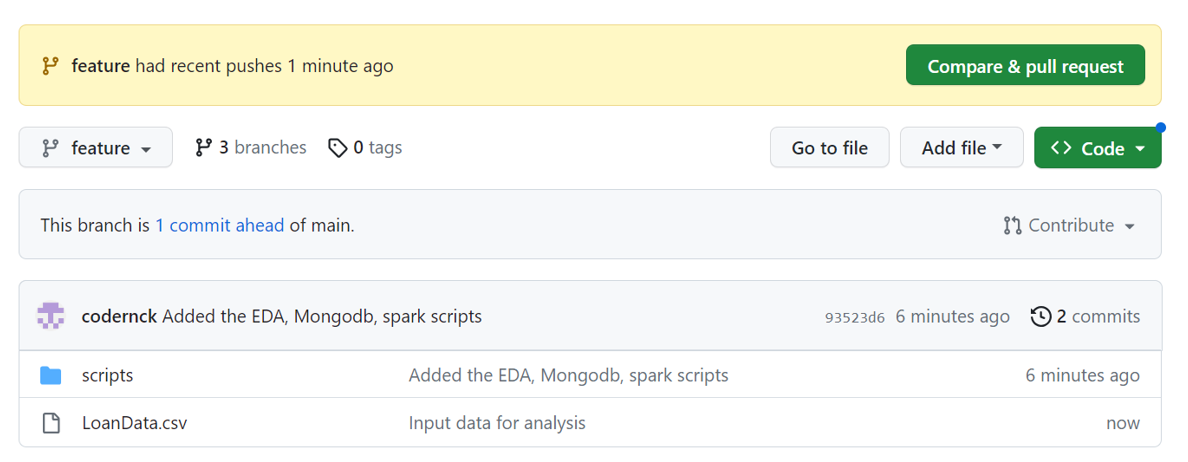 feature had recent pushes 1 minute ago Compare & pull request
feature 3 branches 0 tags Go to file Add file Code
This branch is 1 commit ahead of main. Contribute
codernck Added the EDA, Mongodb, spark scripts 93523d6 6 minutes ago 2 commits
scripts Added the EDA, Mongodb, spark scripts 6 minutes ago
LoanData.csv Input data for analysis now